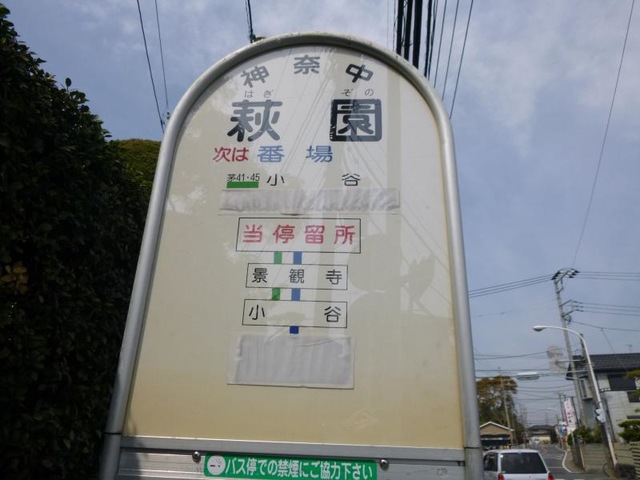 神奈中
はぎ ぞの
萩園
次は 番場
茅41・45 小谷
当停留所
景観寺
小谷
バス停での禁煙にご協力下さい